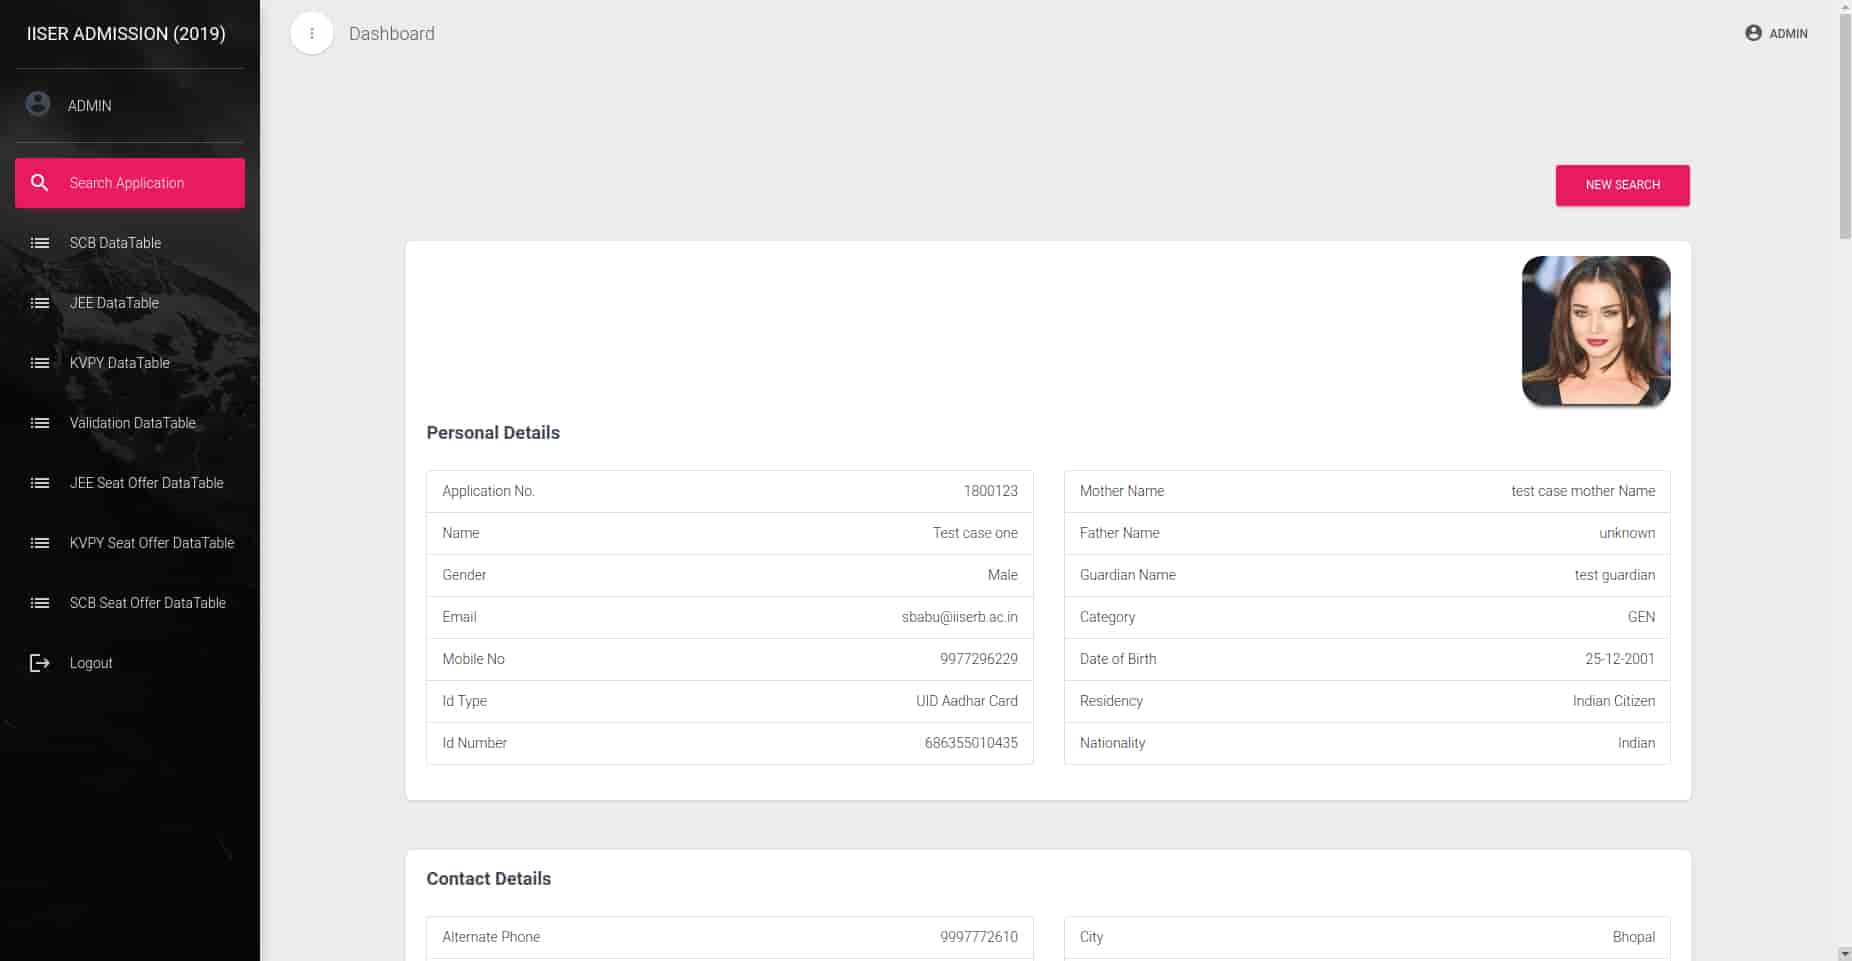 IISER ADMISSION (2019)
ADMIN
Search Application
SCB DataTable
JEE DataTable
KVPY DataTable
Validation DataTable
JEE Seat Offer DataTable
KVPY Seat Offer DataTable
SCB Seat Offer DataTable
Logout
Dashboard
ADMIN
NEW SEARCH
Personal Details
Application No. 1800123
Name Test case one
Gender Male
Email sbabu@iiserb.ac.in
Mobile No 9977296229
Id Type UID Aadhar Card
Id Number 686355010435
Mother Name test case mother Name
Father Name unknown
Guardian Name test guardian
Category GEN
Date of Birth 25-12-2001
Residency Indian Citizen
Nationality Indian
Contact Details
Alternate Phone 9997772610
City Bhopal